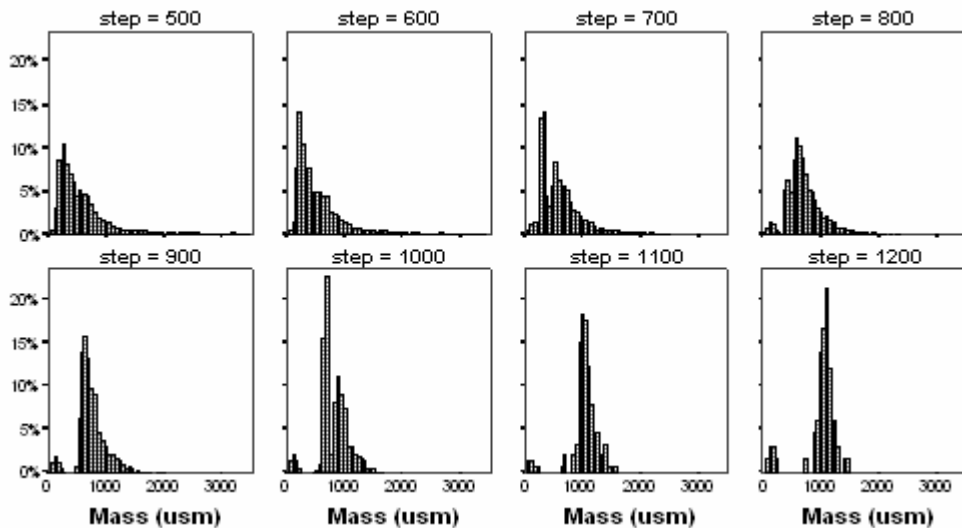 step = 500 step = 600 step = 700 step = 800
20%
15%
10%
5%
0%
step = 900 step = 1000 step = 1100 step = 1200
20%
15%
10%
5%
0%
0 1000 2000 3000 0 1000 2000 3000 0 1000 2000 3000 0 1000 2000 3000
Mass (usm) Mass (usm) Mass (usm) Mass (usm)